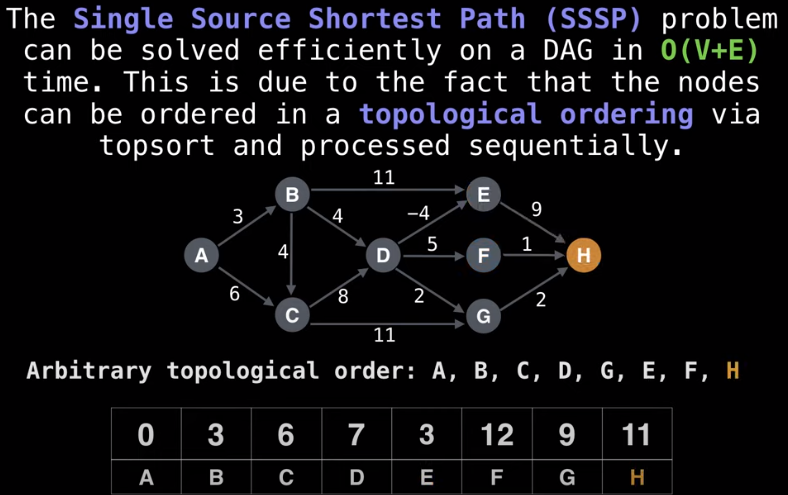 The Single Source Shortest Path (SSSP) problem
can be solved efficiently on a DAG in O(V+E)
time. This is due to the fact that the nodes
can be ordered in a topological ordering via
topsort and processed sequentially.
11
B
E
3
4
-4
9
A
4
D
5
F
1
H
6
8
2
2
C
G
11
Arbitrary topological order: A, B, C, D, G, E, F, H
0 3 6 7 3 12 9 11
A B C D E F G H